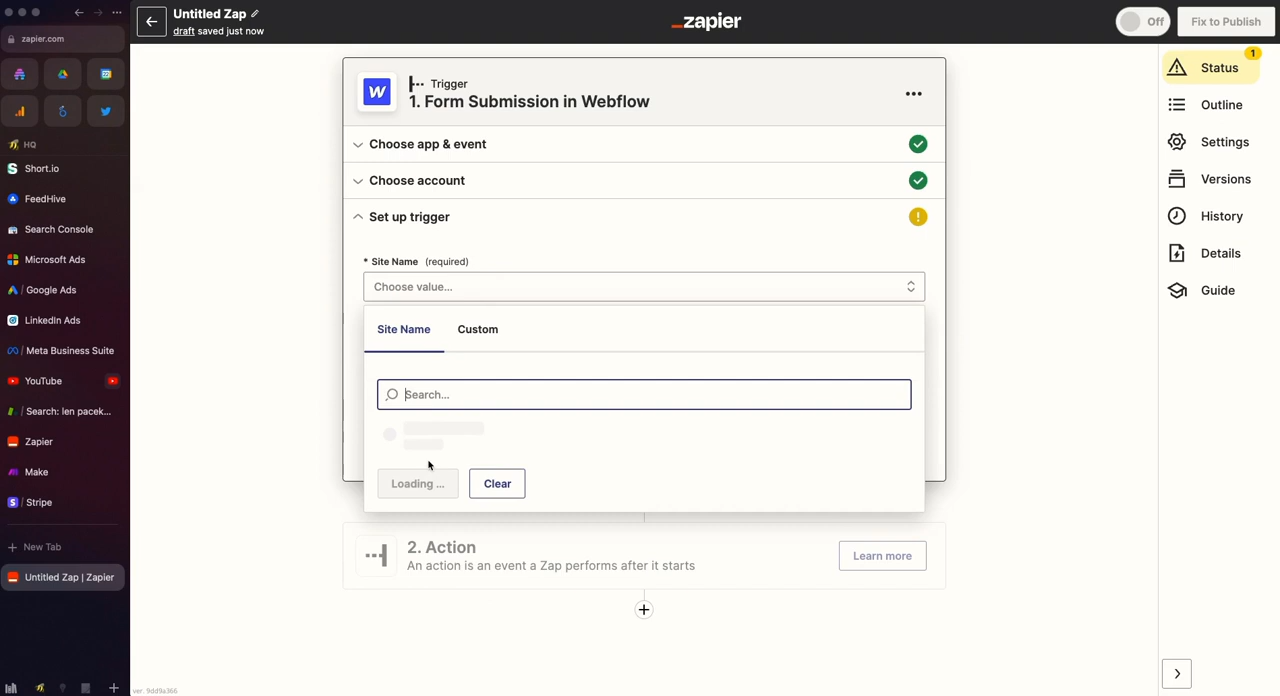 zapier.com
HQ
Short.io
FeedHive
Search Console
Microsoft Ads
/ Google Ads
LinkedIn Ads
/ Meta Business Suite
YouTube
/ Search: len pacek...
Zapier
Make
/ Stripe
New Tab
Untitled Zap | Zapier
Untitled Zap
draft saved just now
_zapier
Off
Fix to Publish
Trigger
1. Form Submission in Webflow
Choose app & event
Choose account
Set up trigger
* Site Name (required)
Choose value...
Site Name
Custom
Search...
Loading ...
Clear
2. Action
An action is an event a Zap performs after it starts
Learn more
Status
1
Outline
Settings
Versions
History
Details
Guide
ver. 9dd9a366